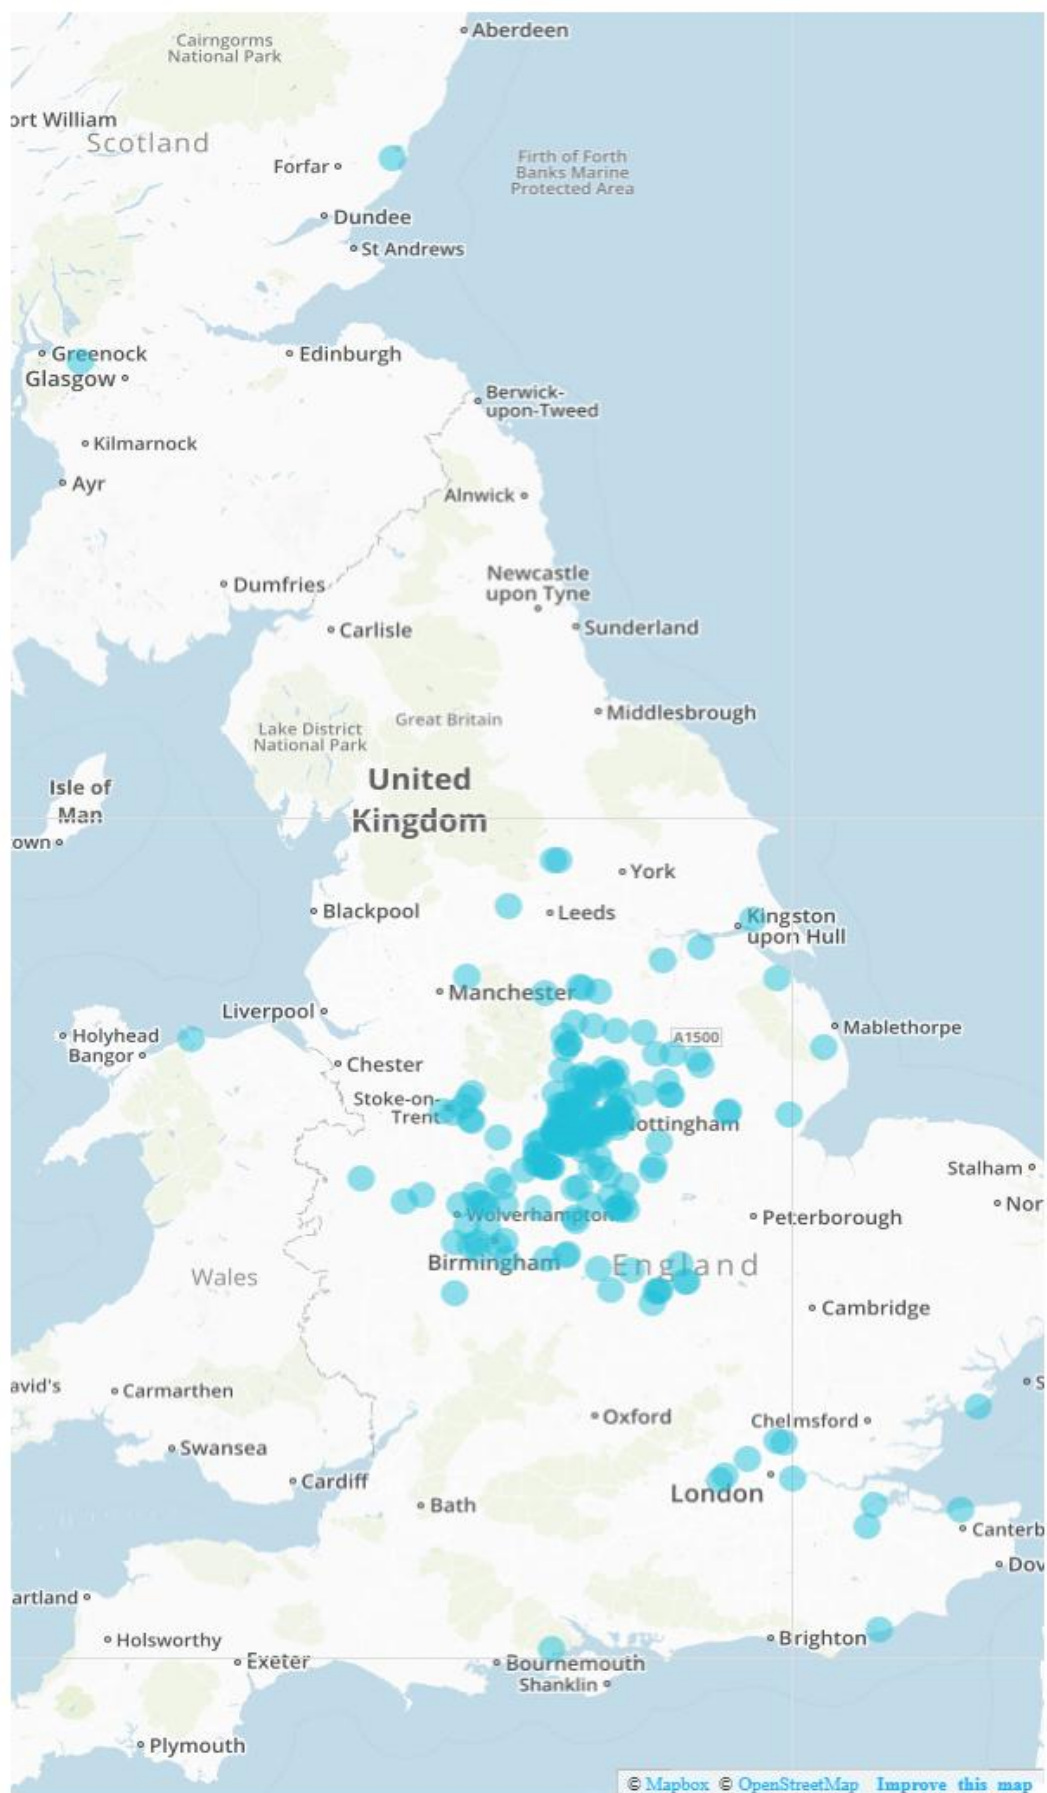 Aberdeen
Cairngorms
National Park
ort William
Scotland
Forfar
Firth of Forth
Banks Marine
Protected Area
Dundee
St Andrews
Greenock
Edinburgh
Glasgow
Berwick-
upon-Tweed
Kilmarnock
Ayr
Alnwick
Newcastle
upon Tyne
Dumfries
Sunderland
Carlisle
Middlesbrough
Great Britain
Lake District
National Park
United
Kingdom
Isle of
Man
own
York
Blackpool
Leeds
Kingston
upon Hull
Manchester
Liverpool
Holyhead
Mablethorpe
A1500
Bangor
Chester
Stoke-on-
Trent
Nottingham
Stalham
Nor
Wolverhampton
Peterborough
Birmingham
England
Wales
Cambridge
avid's
Carmarthen
S
Oxford
Chelmsford
Swansea
Cardiff
London
Bath
Canterb
Dov
artland
Holsworthy
Brighton
Exeter
Bournemouth
Shanklin
Plymouth
© Mapbox © OpenStreetMap Improve this map